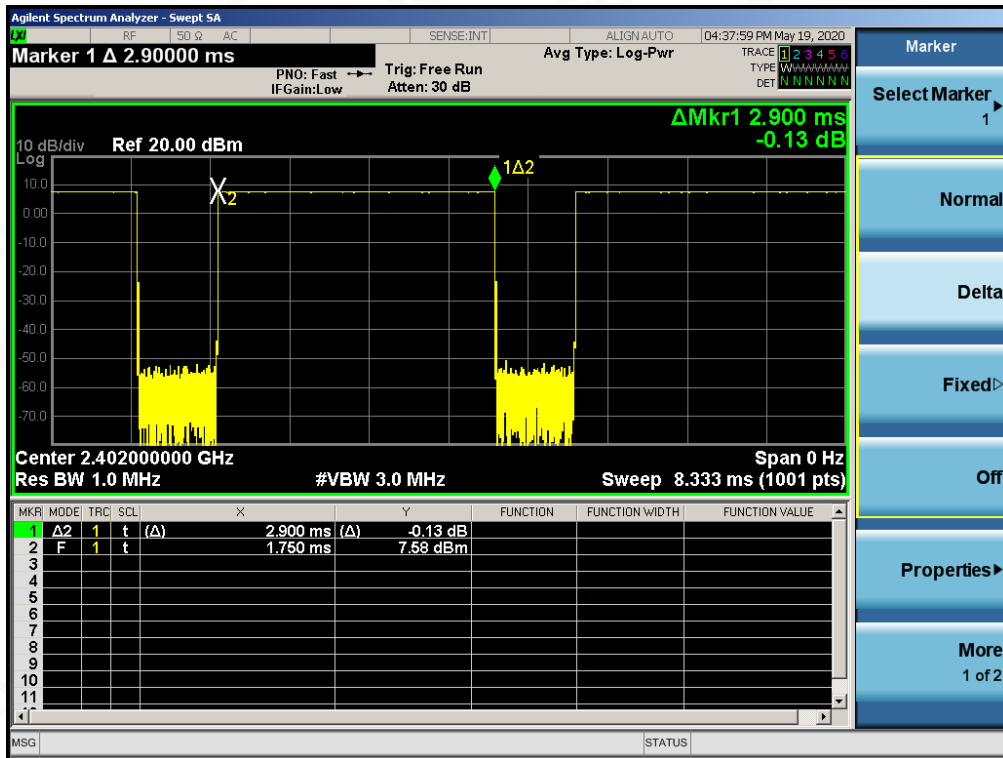 Agilent Spectrum Analyzer - Swept SA
LXI RF 50 Ω AC SENSE:INT ALIGN AUTO 04:37:59 PM May 19, 2020
Marker 1 Δ 2.90000 ms
PNO: Fast
IFGain:Low
Trig: Free Run
Atten: 30 dB
Avg Type: Log-Pwr
TRACE 1 2 3 4 5 6
TYPE WWWWWW
DET N N N N N N
ΔMkr1 2.900 ms
-0.13 dB
10 dB/div Ref 20.00 dBm
Log
10.0
0.00
-10.0
-20.0
-30.0
-40.0
-50.0
-60.0
-70.0
X2
1Δ2
Center 2.402000000 GHz Span 0 Hz
Res BW 1.0 MHz #VBW 3.0 MHz Sweep 8.333 ms (1001 pts)
MKR MODE TRC SCL X Y FUNCTION FUNCTION WIDTH FUNCTION VALUE
1 Δ2 1 t (Δ) 2.900 ms (Δ) -0.13 dB
2 F 1 t 1.750 ms 7.58 dBm
3
4
5
6
7
8
9
10
11
MSG STATUS
Marker
Select Marker
1
Normal
Delta
Fixed
Off
Properties
More
1 of 2